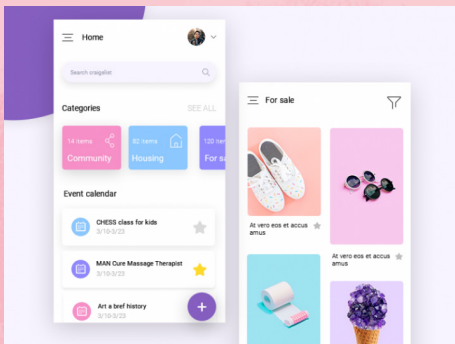 Home
Search craigslist
Categories
SEE ALL
14 items
Community
82 items
Housing
120 iter
For sa
Event calendar
CHESS class for kids
3/10-3/23
MAN Cure Massage Therapist
3/10-3/23
Art a bref history
3/10-3/23
For sale
At vero eos et accus
amus
At vero eos et accus
amus